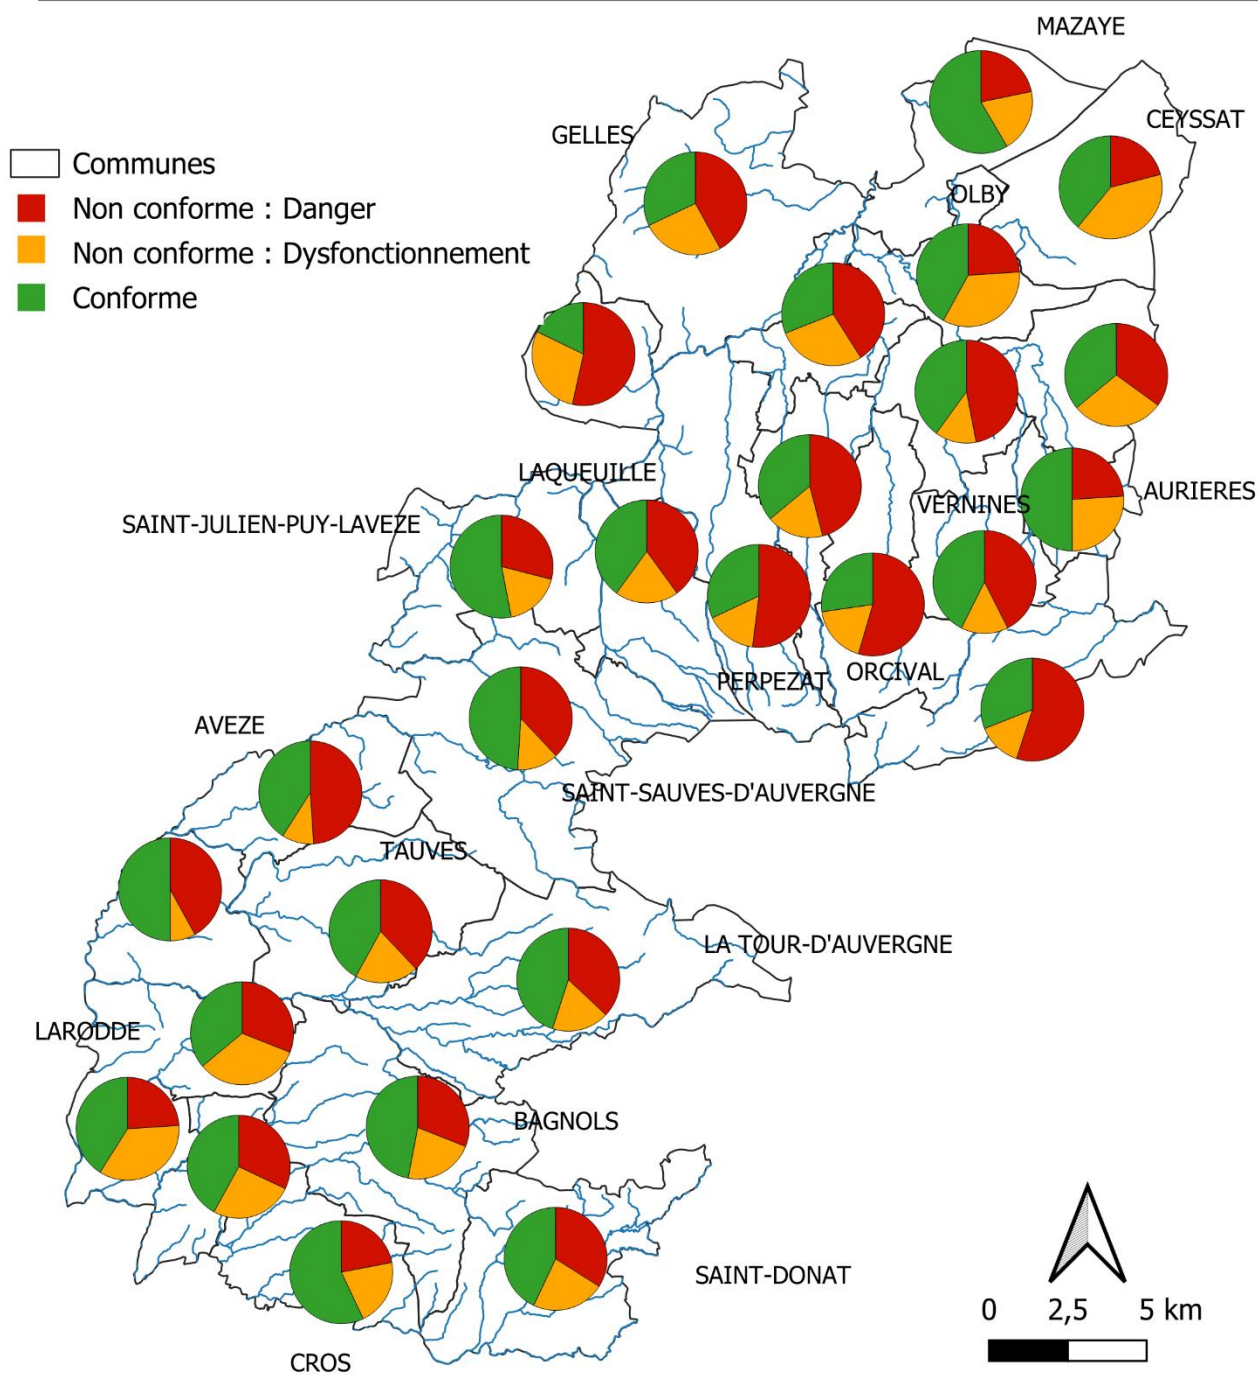 MAZAYE
CEYSSAT
GELLES
Communes
OLBY
Non conforme : Danger
Non conforme : Dysfonctionnement
Conforme
LAQUEUILLE
AURIERES
VERNINES
SAINT-JULIEN-PUY-LAVEZE
ORCIVAL
PERPEZAT
AVEZE
SAINT-SAUVES-D'AUVERGNE
TAUVES
LA TOUR-D'AUVERGNE
LARODDE
BAGNOLS
SAINT-DONAT
0 2,5 5 km
CROS